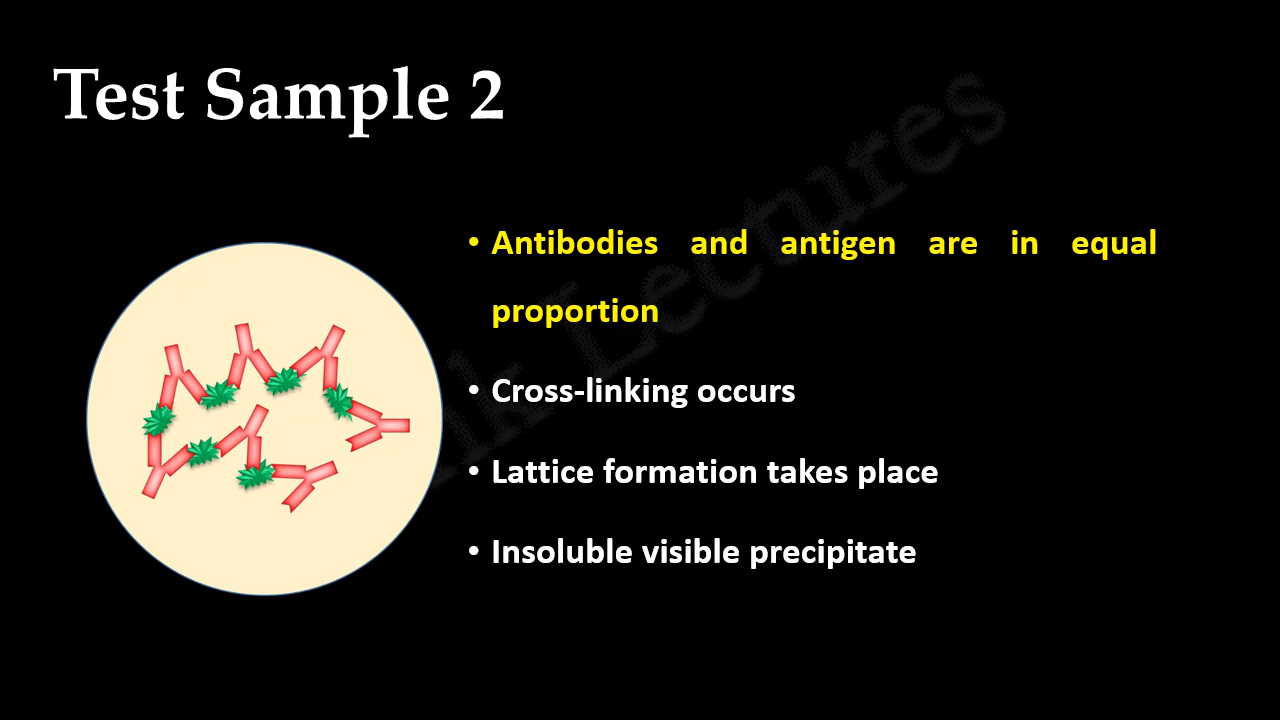 Test Sample 2
• Antibodies and antigen are in equal
proportion
• Cross-linking occurs
• Lattice formation takes place
• Insoluble visible precipitate
Lectures